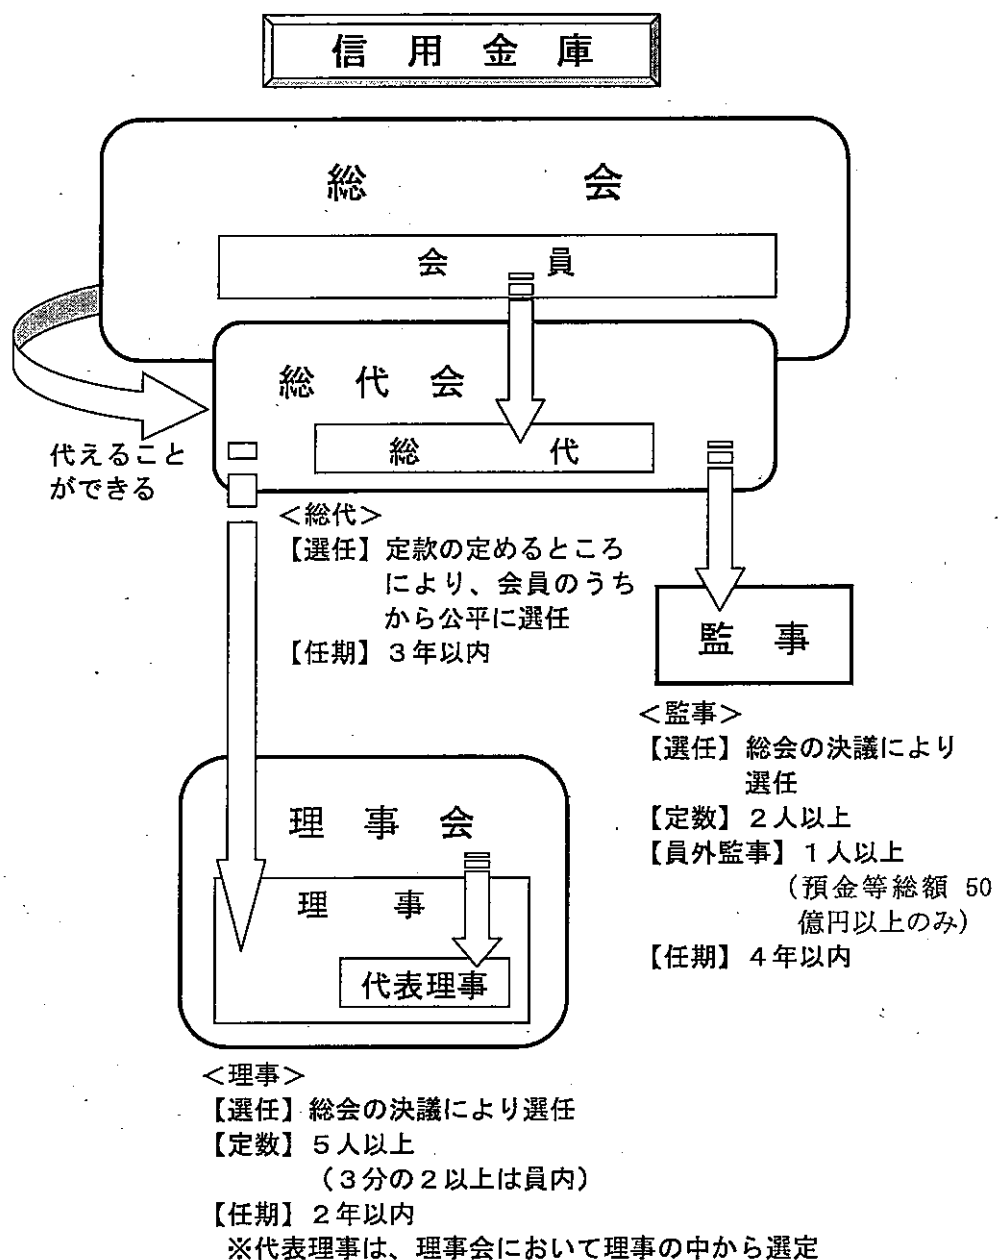 信用金庫
総会
会員
総代会
総代
代えること
ができる
＜総代＞
【選任】定款の定めるところ
により、会員のうち
から公平に選任
【任期】３年以内
監事
＜監事＞
【選任】総会の決議により
選任
【定数】２人以上
【員外監事】１人以上
（預金等総額 50
億円以上のみ）
【任期】４年以内
理事会
理事
代表理事
＜理事＞
【選任】総会の決議により選任
【定数】５人以上
（３分の２以上は員内）
【任期】２年以内
※代表理事は、理事会において理事の中から選定